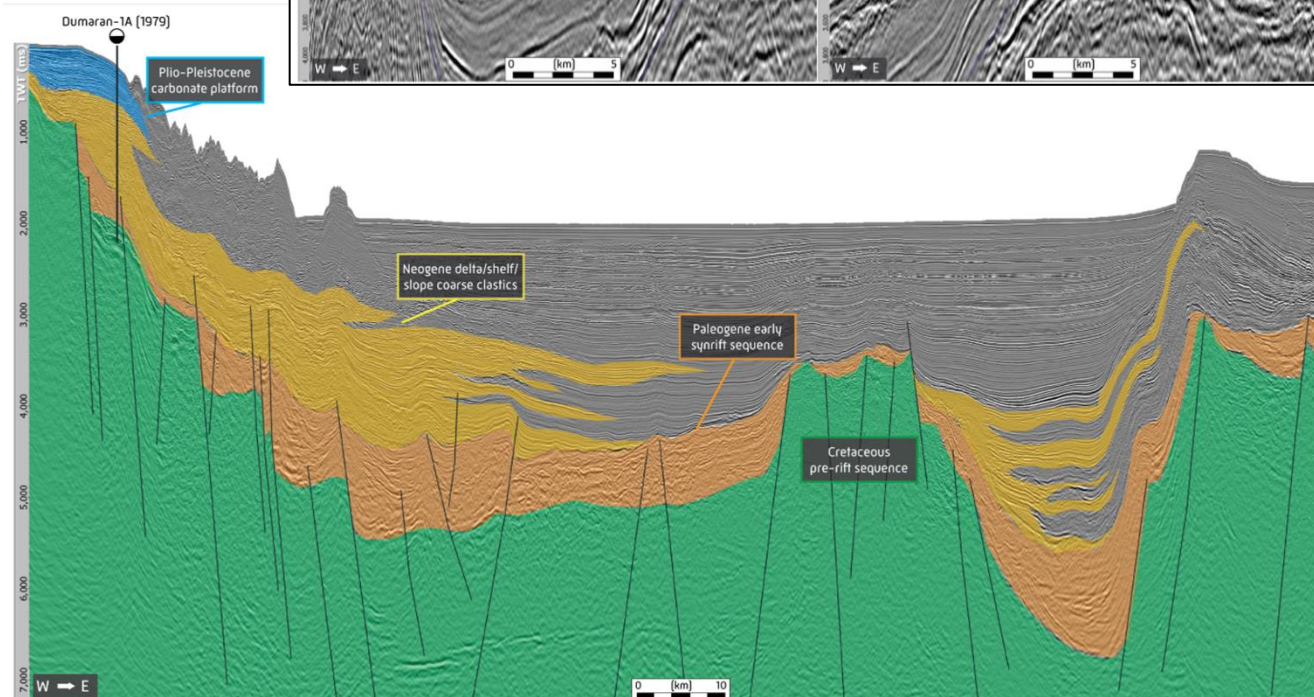 Dumaran-1A (1979)
W ➡ E
0 (km) 5
W ➡ E
0 (km) 5
TWT (ms)
Plio-Pleistocene
carbonate platform
1,000
2,000
Neogene delta/shelf/
slope coarse clastics
3,000
Paleogene early
synrift sequence
4,000
Cretaceous
pre-rift sequence
5,000
6,000
7,000
W ➡ E
0 (km) 10